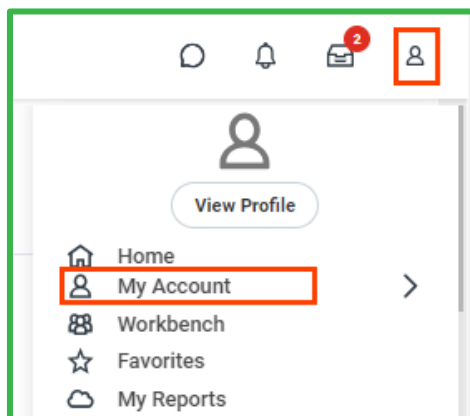 2
View Profile
Home
My Account
Workbench
Favorites
My Reports